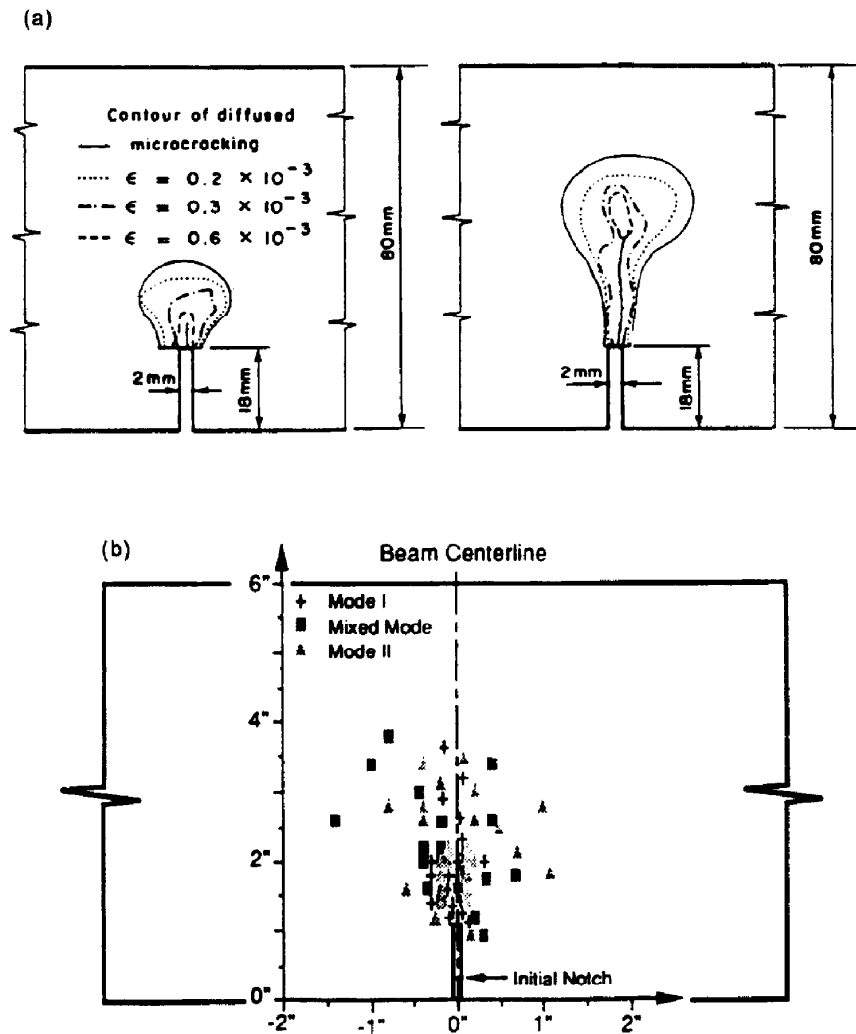 (a)
Contour of diffused
microcracking
ϵ = 0.2 × 10⁻³
ϵ = 0.3 × 10⁻³
ϵ = 0.6 × 10⁻³
80mm
2mm
18mm
80mm
2mm
18mm
(b)
Beam Centerline
6"
Mode I
Mixed Mode
Mode II
4"
2"
Initial Notch
0"
-2" -1" 0" 1" 2"